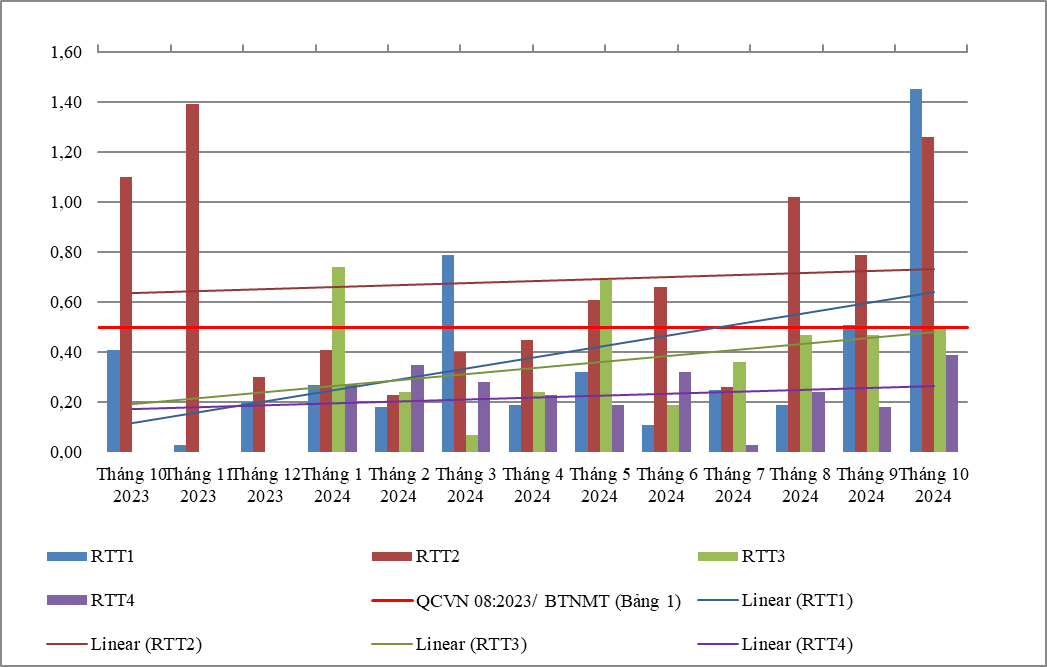 1,60
1,40
1,20
1,00
0,80
0,60
0,40
0,20
0,00
Tháng 10 Tháng 11 Tháng 12 Tháng 1 Tháng 2 Tháng 3 Tháng 4 Tháng 5 Tháng 6 Tháng 7 Tháng 8 Tháng 9 Tháng 10
2023 2023 2023 2024 2024 2024 2024 2024 2024 2024 2024 2024 2024
RTT1 RTT2 RTT3
RTT4 QCVN 08:2023/ BTNMT (Bảng 1) Linear (RTT1)
Linear (RTT2) Linear (RTT3) Linear (RTT4)